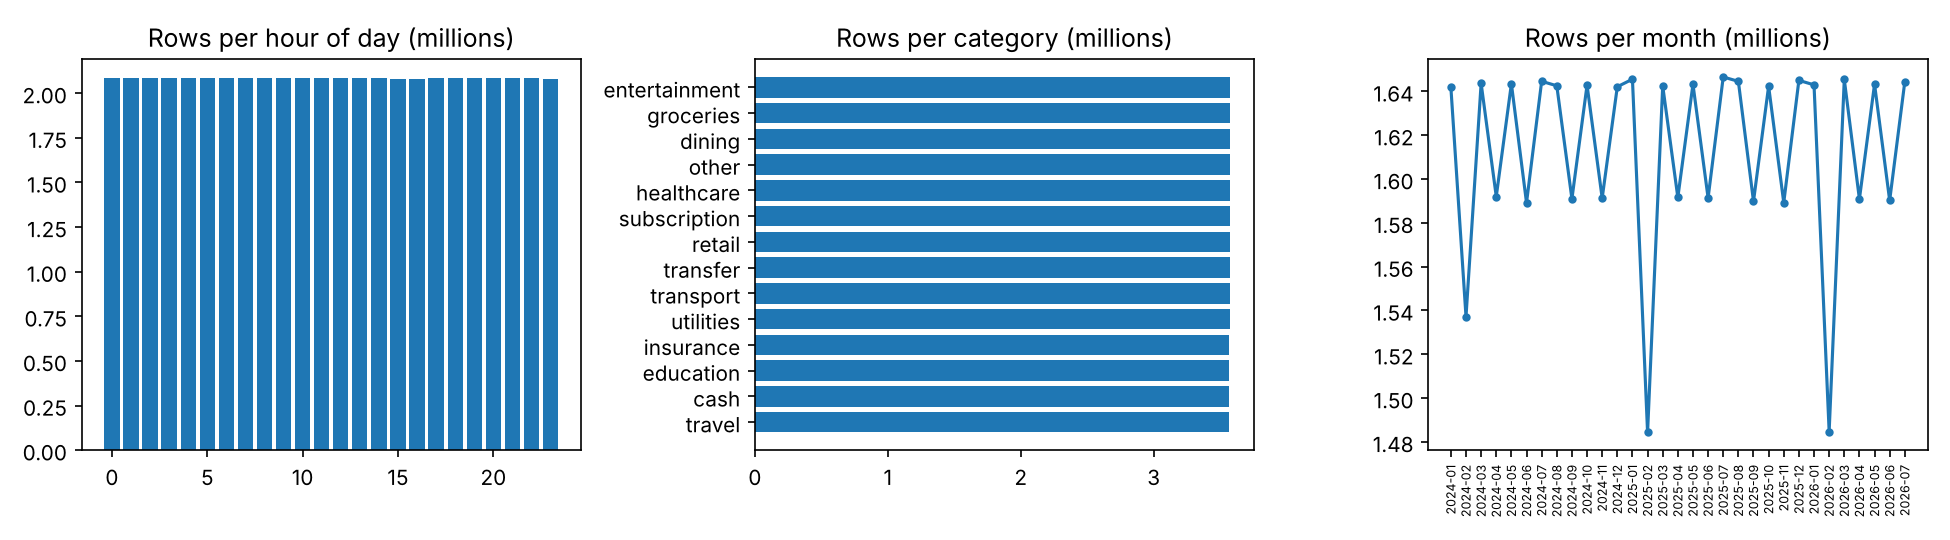 Rows per hour of day (millions)
2.00
1.75
1.50
1.25
1.00
0.75
0.50
0.25
0.00
0 5 10 15 20
Rows per category (millions)
entertainment
groceries
dining
other
healthcare
subscription
retail
transfer
transport
utilities
insurance
education
cash
travel
0 1 2 3
Rows per month (millions)
1.64
1.62
1.60
1.58
1.56
1.54
1.52
1.50
1.48
2024-01
2024-02
2024-03
2024-04
2024-05
2024-06
2024-07
2024-08
2024-09
2024-10
2024-11
2024-12
2025-01
2025-02
2025-03
2025-04
2025-05
2025-06
2025-07
2025-08
2025-09
2025-10
2025-11
2025-12
2026-01
2026-02
2026-03
2026-04
2026-05
2026-06
2026-07